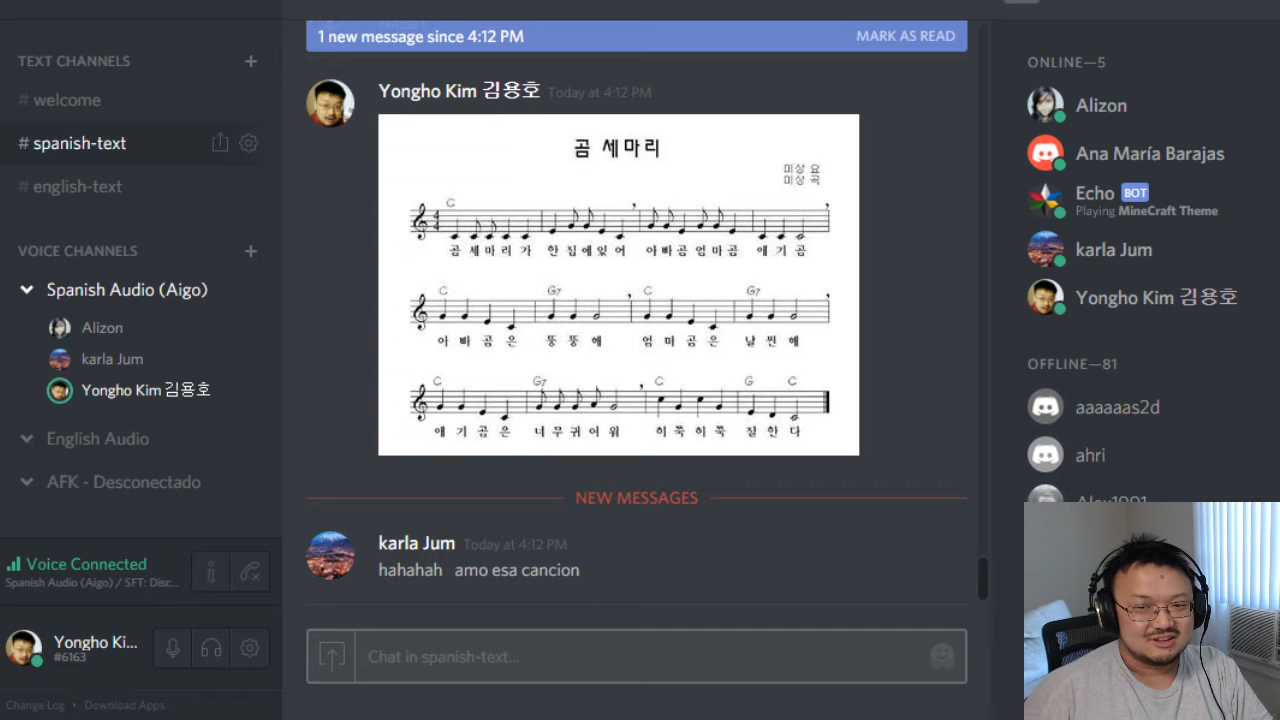 TEXT CHANNELS
# welcome
# spanish-text
# english-text
VOICE CHANNELS
Spanish Audio (Aigo)
Alizon
karla Jum
Yongho Kim 김용호
English Audio
AFK - Desconectado
Voice Connected
Spanish Audio (Aigo) / SFT: Disc...
Yongho Ki...
#6163
Change Log • Download Apps
1 new message since 4:12 PM MARK AS READ
Yongho Kim 김용호 Today at 4:12 PM
곰 세마리
미상 요
미상 곡
C
곰 세 마 리 가 한 집 에 있 어 아 빠 곰 엄 마 곰 애 기 곰
C G7 C G7
아 빠 곰 은 뚱 뚱 해 엄 마 곰 은 날 씬 해
C G7 C G C
애 기 곰 은 너 무 귀 여 워 히 쭉 히 쭉 잘 한 다
NEW MESSAGES
karla Jum Today at 4:12 PM
hahahah amo esa cancion
Chat in spanish-text...
ONLINE—5
Alizon
Ana María Barajas
Echo BOT
Playing MineCraft Theme
karla Jum
Yongho Kim 김용호
OFFLINE—81
aaaaaas2d
ahri